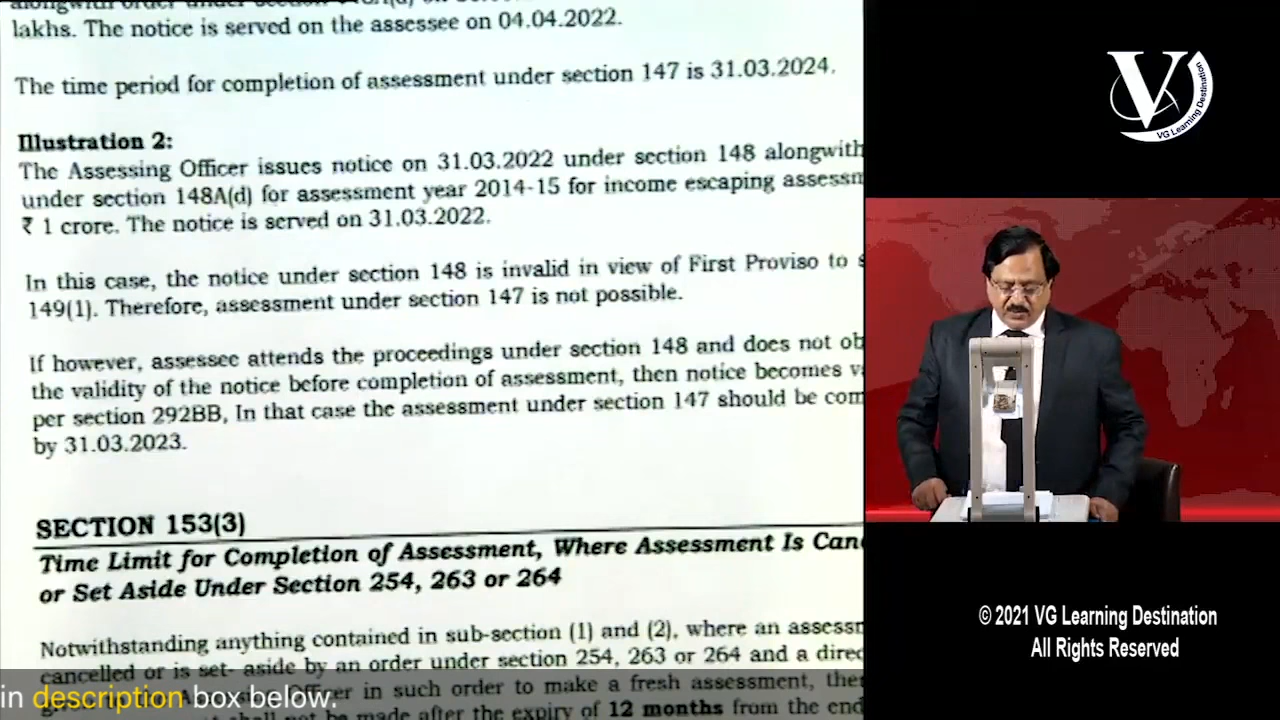 lakhs. The notice is served on the assessee on 04.04.2022.
The time period for completion of assessment under section 147 is 31.03.2024.
Illustration 2:
The Assessing Officer issues notice on 31.03.2022 under section 148 alongwith
under section 148A(d) for assessment year 2014-15 for income escaping assessm
₹ 1 crore. The notice is served on 31.03.2022.
In this case, the notice under section 148 is invalid in view of First Proviso to s
149(1). Therefore, assessment under section 147 is not possible.
If however, assessee attends the proceedings under section 148 and does not ob
the validity of the notice before completion of assessment, then notice becomes v
per section 292BB, In that case the assessment under section 147 should be com
by 31.03.2023.
SECTION 153(3)
Time Limit for Completion of Assessment, Where Assessment Is Canc
or Set Aside Under Section 254, 263 or 264
Notwithstanding anything contained in sub-section (1) and (2), where an assessm
cancelled or is set- aside by an order under section 254, 263 or 264 and a direc
Officer in such order to make a fresh assessment, then
not be made after the expiry of 12 months from the end
in description box below.
V
VG Learning Destination
© 2021 VG Learning Destination
All Rights Reserved